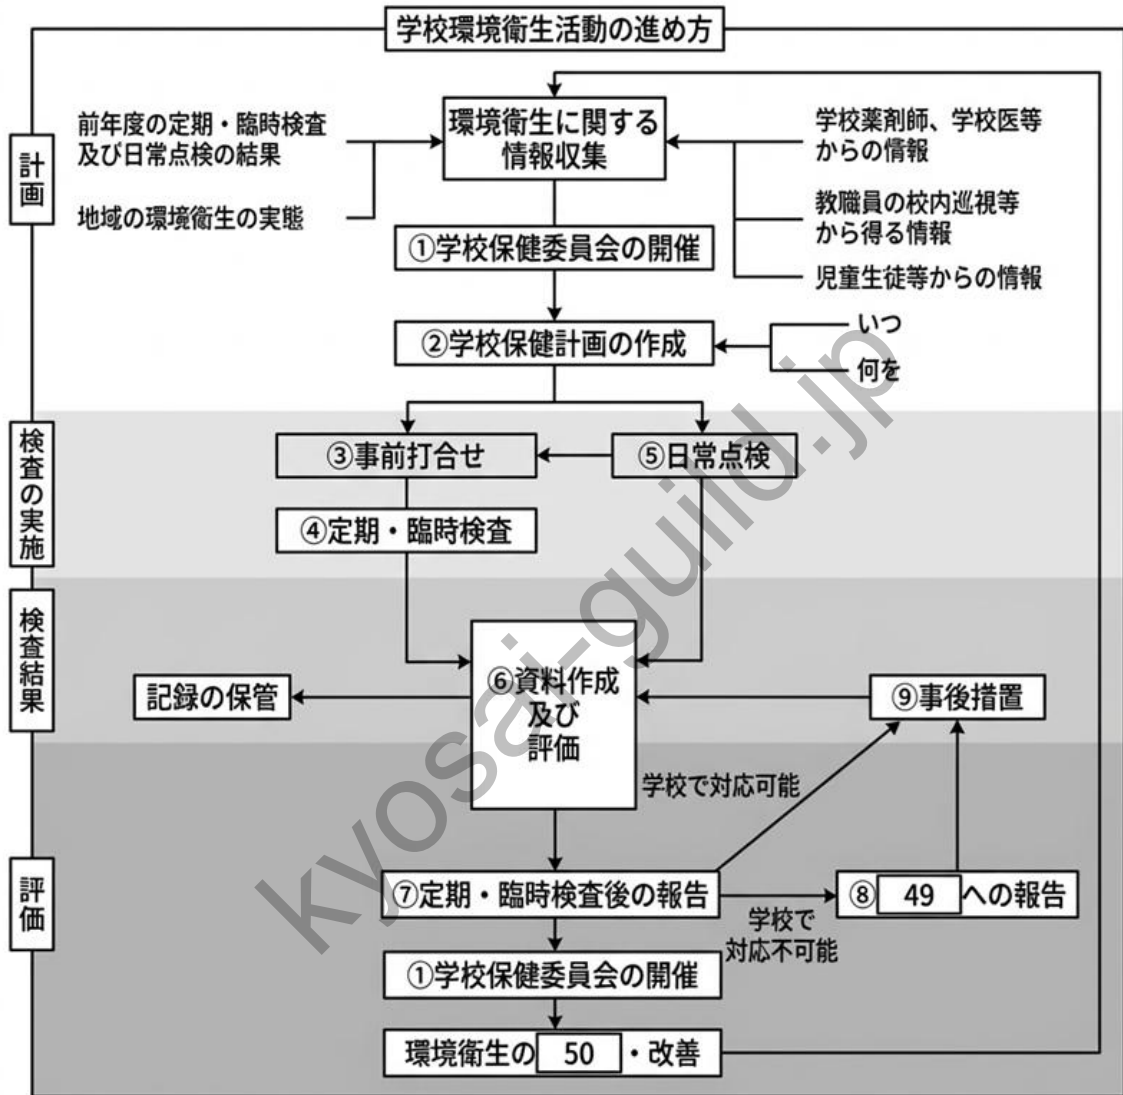 学校環境衛生活動の進め方
計画
前年度の定期・臨時検査
及び日常点検の結果
地域の環境衛生の実態
環境衛生に関する
情報収集
学校薬剤師、学校医等
からの情報
教職員の校内巡視等
から得る情報
児童生徒等からの情報
①学校保健委員会の開催
②学校保健計画の作成
いつ
何を
検査の実施
③事前打合せ
⑤日常点検
④定期・臨時検査
検査結果
記録の保管
⑥資料作成
及び
評価
⑨事後措置
学校で対応可能
評価
⑦定期・臨時検査後の報告
学校で
対応不可能
⑧ 49 への報告
①学校保健委員会の開催
環境衛生の 50 ・改善
kyosai-guild.jp